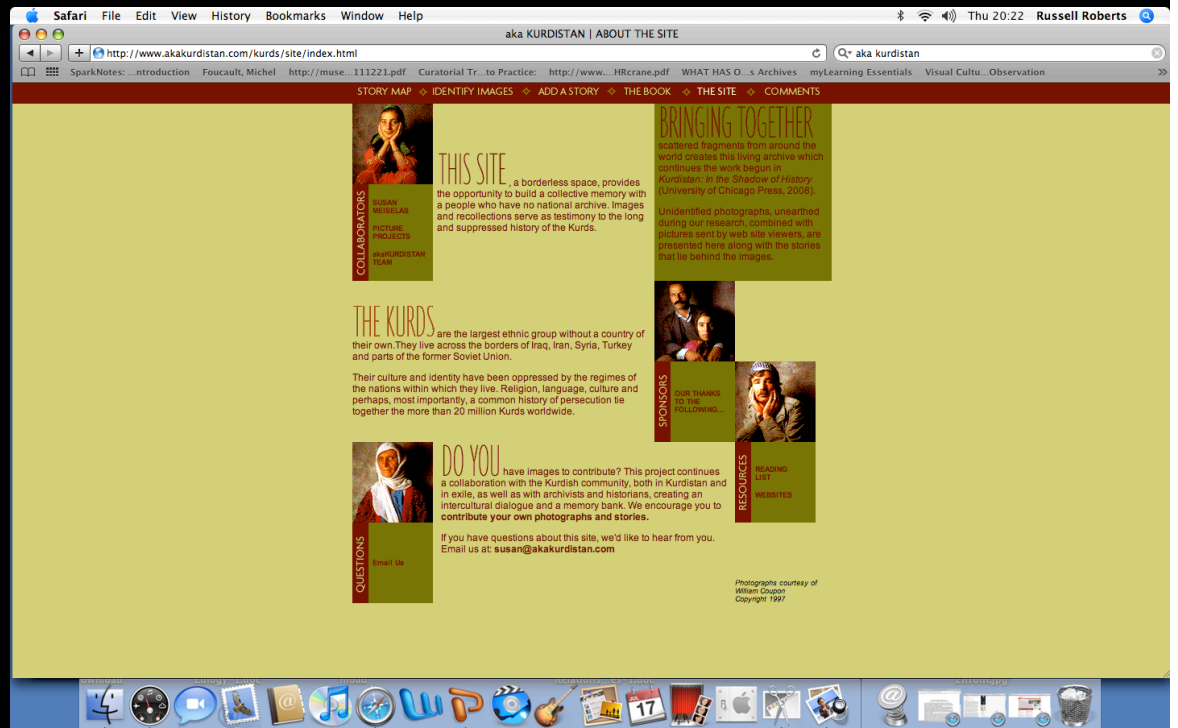 Safari File Edit View History Bookmarks Window Help Thu 20:22 Russell Roberts
aka KURDISTAN | ABOUT THE SITE
http://www.akakurdistan.com/kurds/site/index.html aka kurdistan
SparkNotes: ...ntroduction Foucault, Michel http://muse...111221.pdf Curatorial Tr...to Practice: http://www....HRcrane.pdf WHAT HAS O...s Archives myLearning Essentials Visual Cultu...Observation
STORY MAP IDENTIFY IMAGES ADD A STORY THE BOOK THE SITE COMMENTS
COLLABORATORS
SUSAN
MEISELAS
PICTURE
PROJECTS
akaKURDISTAN
TEAM
THIS SITE, a borderless space, provides
the opportunity to build a collective memory with
a people who have no national archive. Images
and recollections serve as testimony to the long
and suppressed history of the Kurds.
BRINGING TOGETHER
scattered fragments from around the
world creates this living archive which
continues the work begun in
Kurdistan: In the Shadow of History
(University of Chicago Press, 2008).
Unidentified photographs, unearthed
during our research, combined with
pictures sent by web site viewers, are
presented here along with the stories
that lie behind the images.
THE KURDS are the largest ethnic group without a country of
their own.They live across the borders of Iraq, Iran, Syria, Turkey
and parts of the former Soviet Union.
Their culture and identity have been oppressed by the regimes of
the nations within which they live. Religion, language, culture and
perhaps, most importantly, a common history of persecution tie
together the more than 20 million Kurds worldwide.
SPONSORS
OUR THANKS
TO THE
FOLLOWING...
RESOURCES
READING
LIST
WEBSITES
DO YOU have images to contribute? This project continues
a collaboration with the Kurdish community, both in Kurdistan and
in exile, as well as with archivists and historians, creating an
intercultural dialogue and a memory bank. We encourage you to
contribute your own photographs and stories.
If you have questions about this site, we'd like to hear from you.
Email us at: susan@akakurdistan.com
QUESTIONS
Email Us
Photographs courtesy of
William Coupon
Copyright 1997
JUL
17